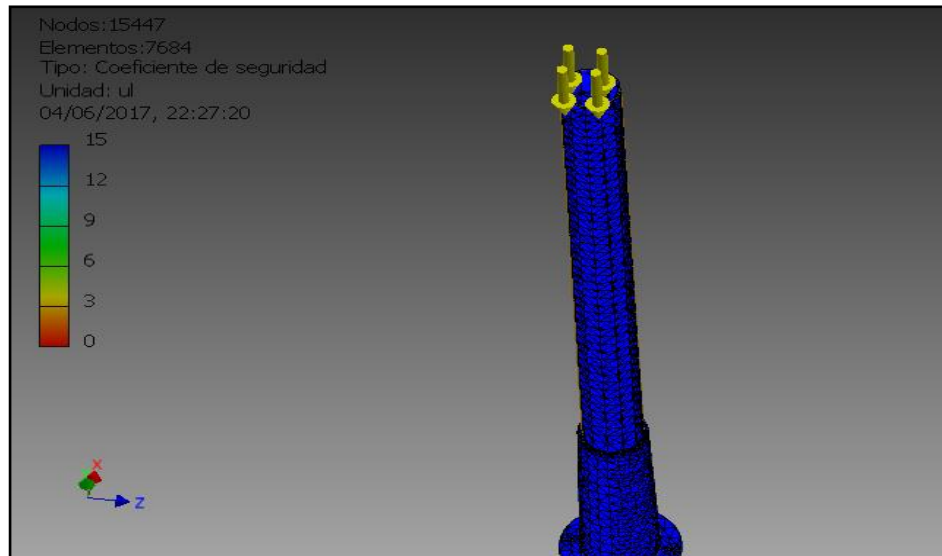 Nodos:15447
Elementos:7684
Tipo: Coeficiente de seguridad
Unidad: ul
04/06/2017, 22:27:20
15
12
9
6
3
0
X
Z